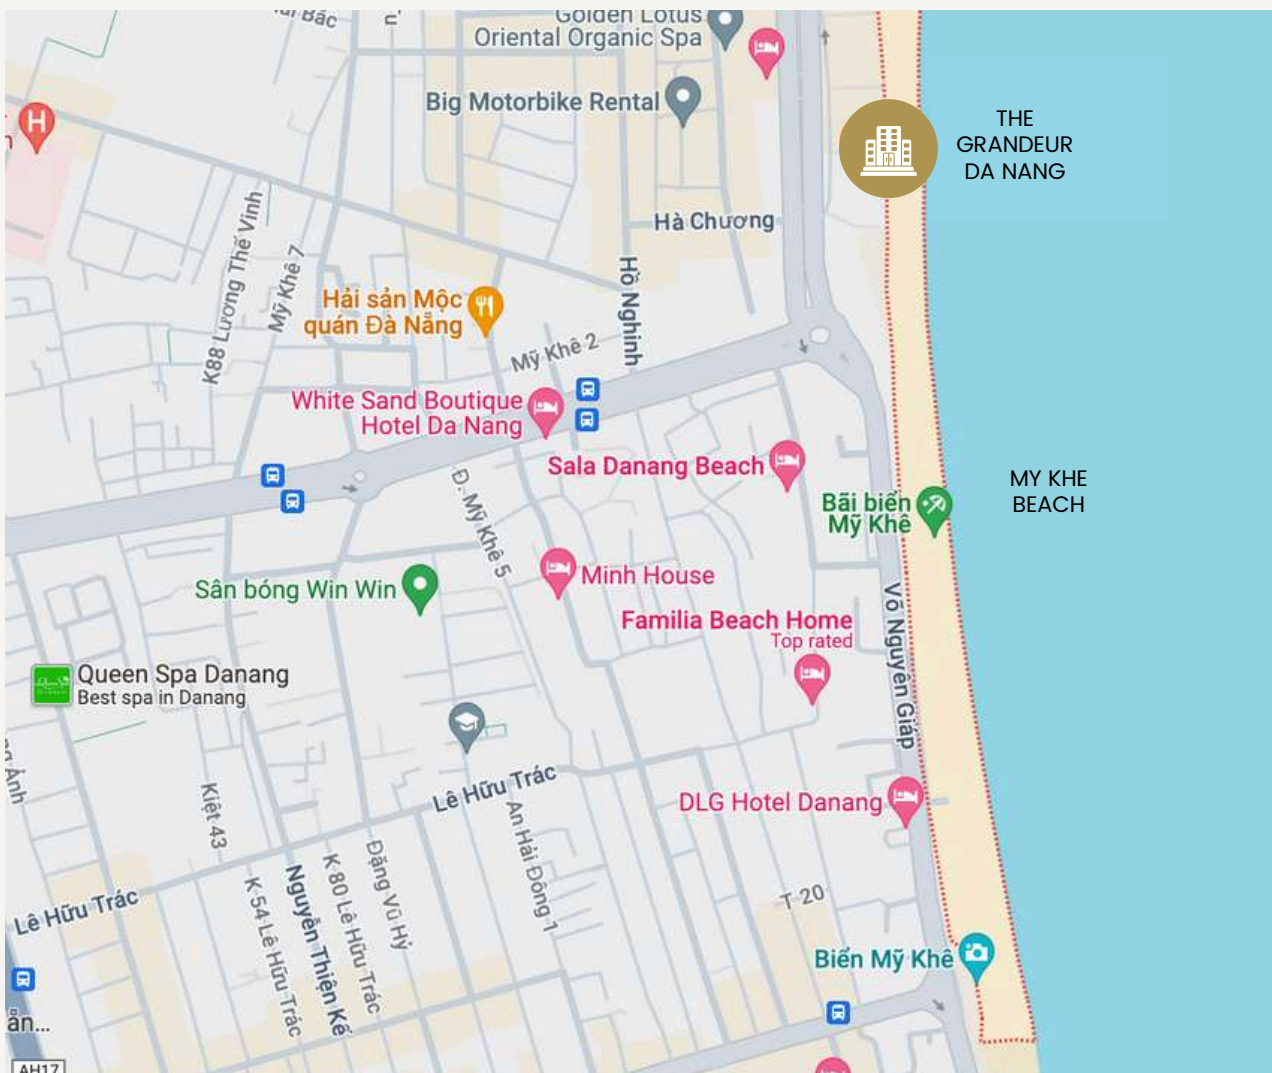 Golden Lotus
Oriental Organic Spa
Big Motorbike Rental
THE
GRANDEUR
DA NANG
H
Hà Chương
K88 Lương Thế Vinh
Mỹ Khê 7
Hồ Nghinh
Hải sản Mộc
quán Đà Nẵng
Mỹ Khê 2
White Sand Boutique
Hotel Da Nang
Sala Danang Beach
MY KHE
BEACH
Bãi biển
Mỹ Khê
Đ. Mỹ Khê 5
Sân bóng Win Win
Minh House
Familia Beach Home
Top rated
Võ Nguyên Giáp
Queen Spa Danang
Best spa in Danang
Kiệt 43
Lê Hữu Trác
DLG Hotel Danang
An Hải Đông 1
Đặng Vũ Hỷ
K 80 Lê Hữu Trác
Nguyễn Thiện Kế
K 54 Lê Hữu Trác
Lê Hữu Trác
T 20
Biển Mỹ Khê
AH17